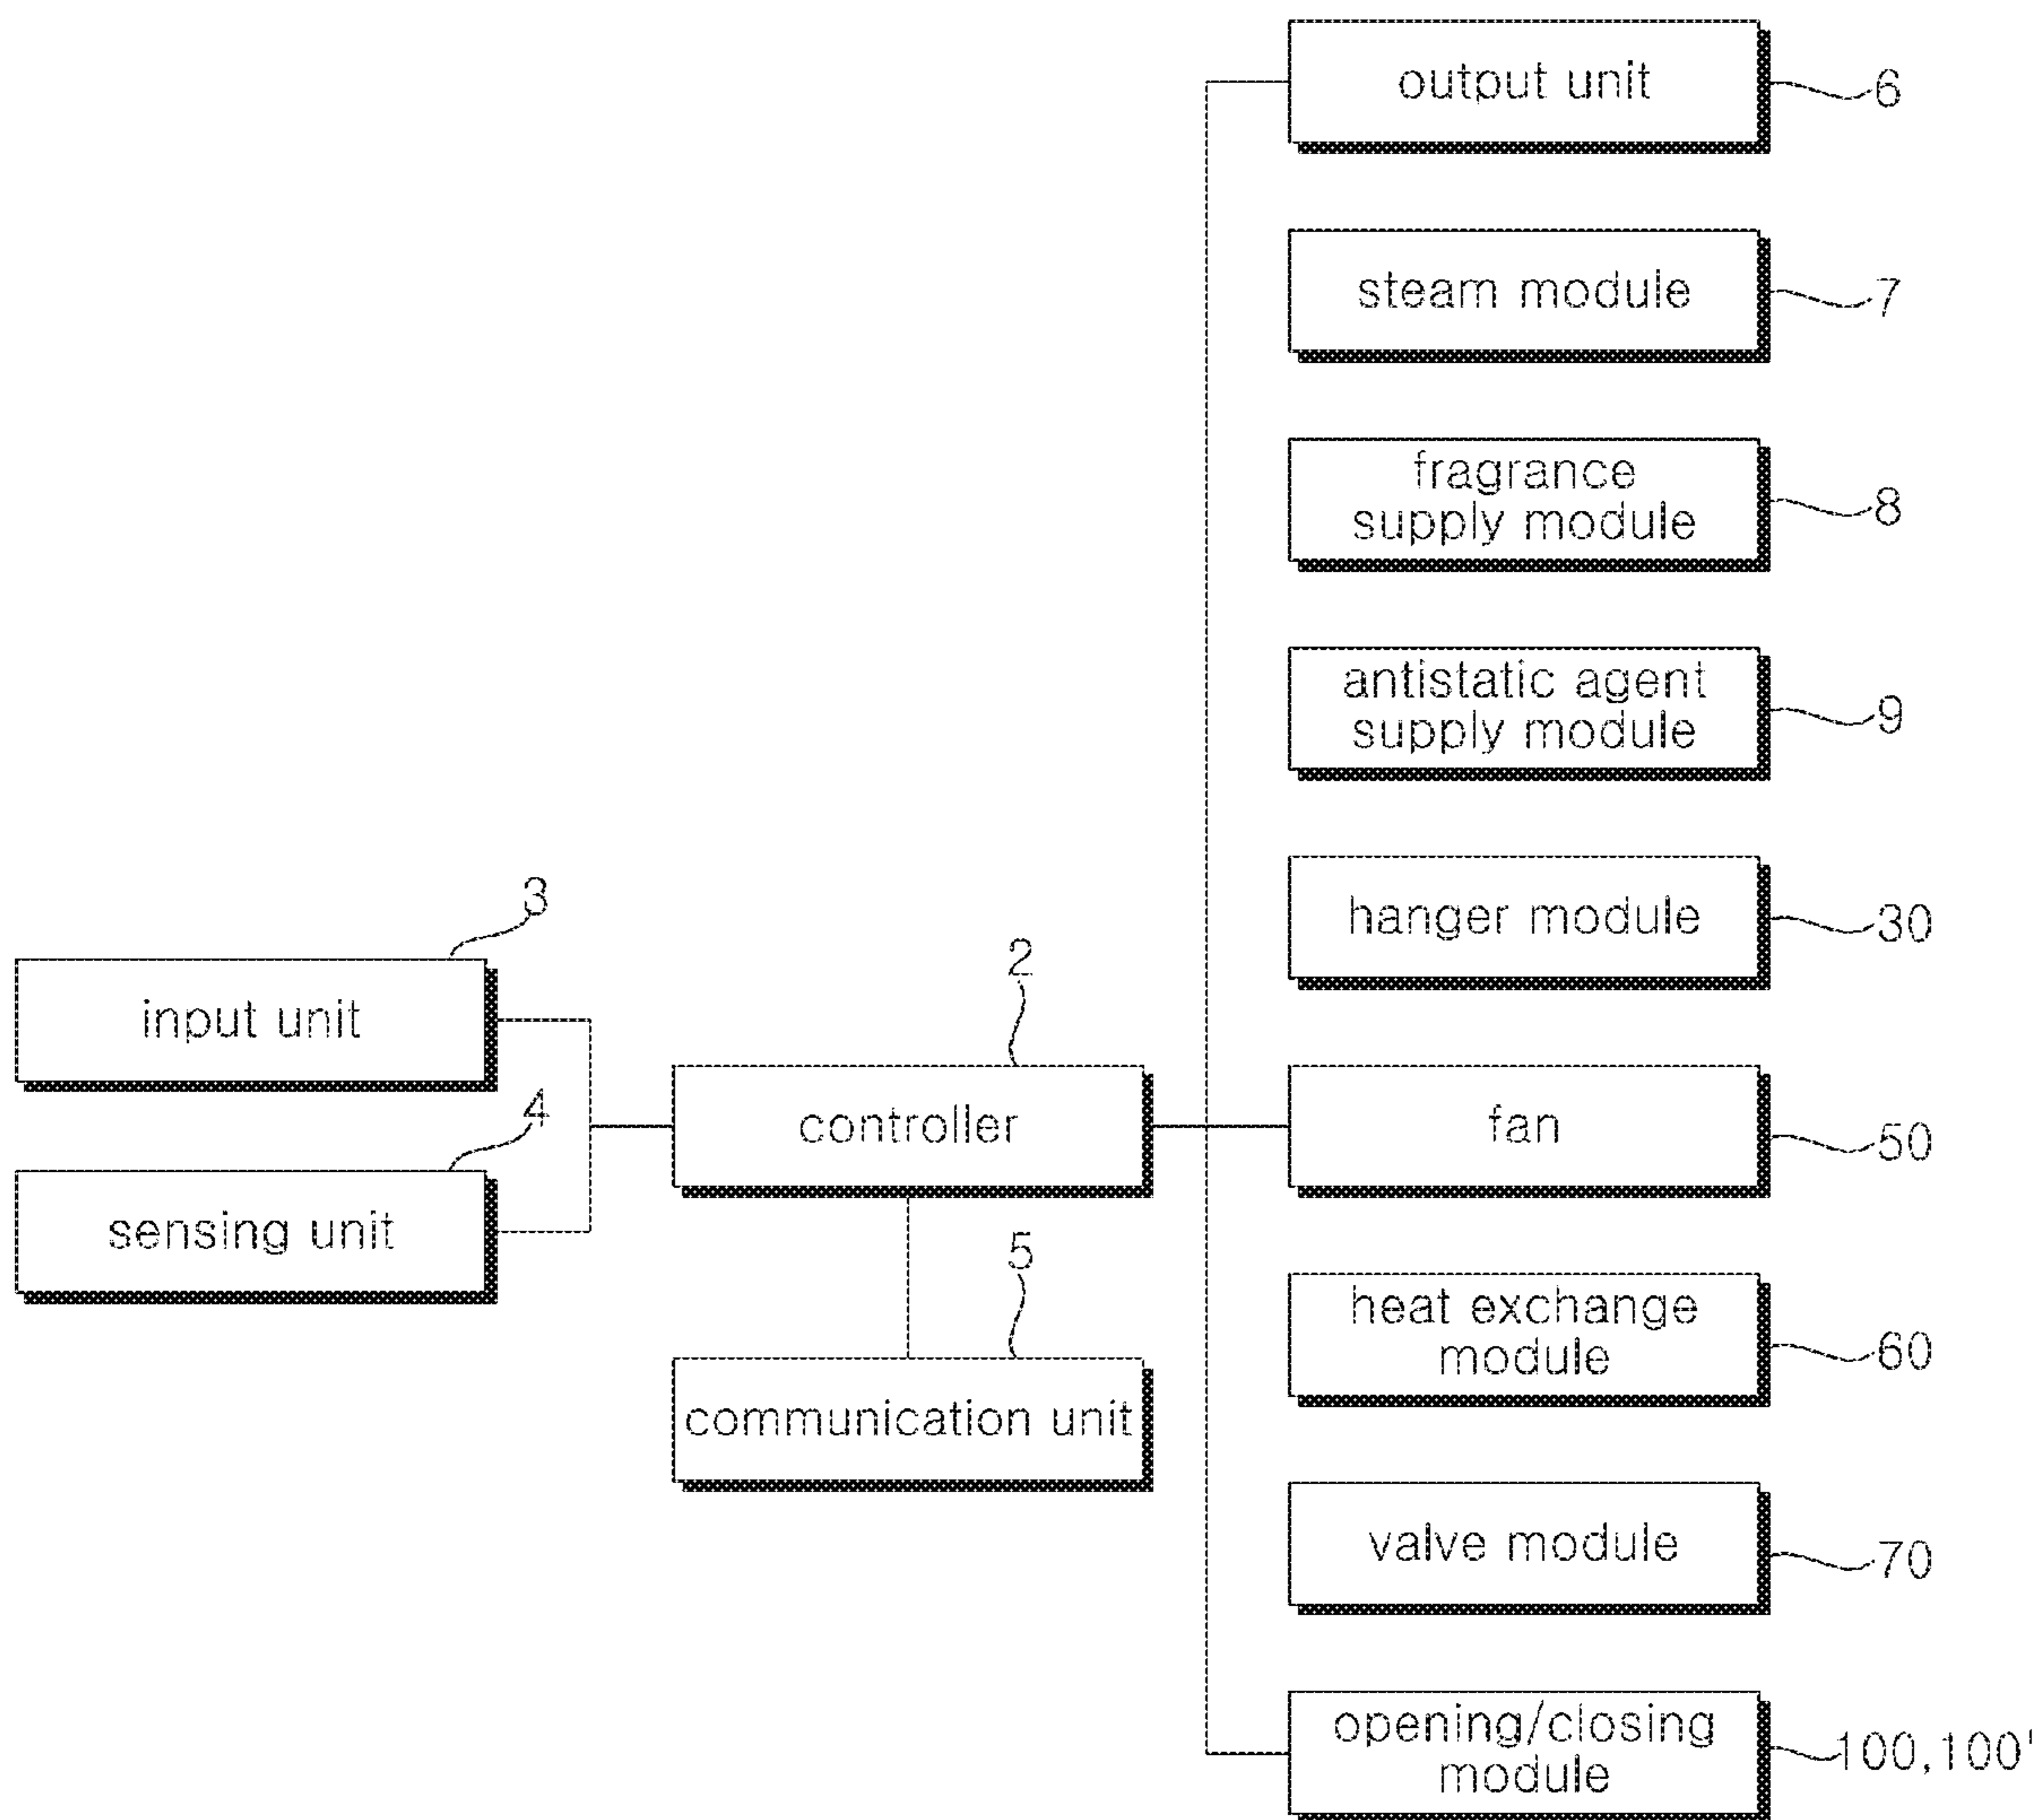 output unit
6
steam module
7
fragrance
supply module
8
antistatic agent
supply module
9
hanger module
30
3
input unit
2
controller
fan
50
4
sensing unit
5
communication unit
heat exchange
module
60
valve module
70
opening/closing
module
100,100'